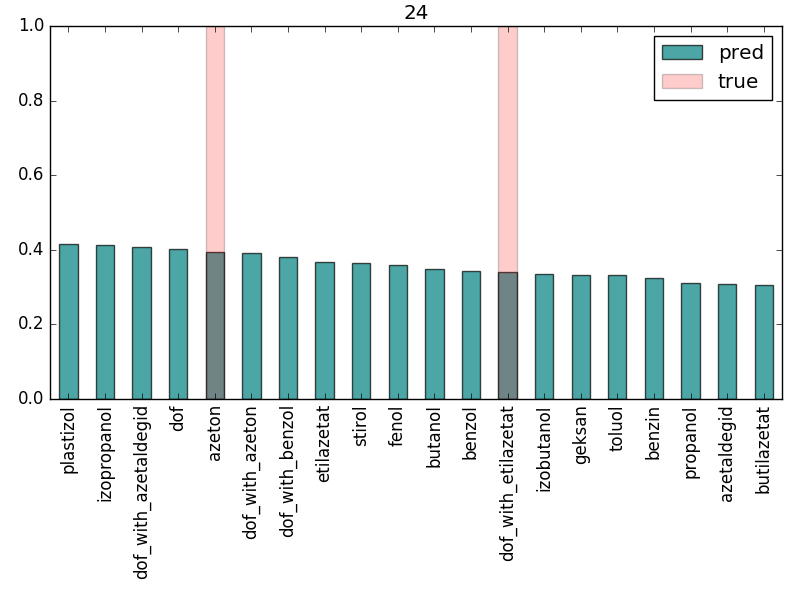 24
1.0
0.8
0.6
0.4
0.2
0.0
pred
true
plastizol
izopropanol
dof_with_azetaldegid
dof
azeton
dof_with_azeton
dof_with_benzol
etilazetat
stirol
fenol
butanol
benzol
dof_with_etilazetat
izobutanol
geksan
toluol
benzin
propanol
azetaldegid
butilazetat